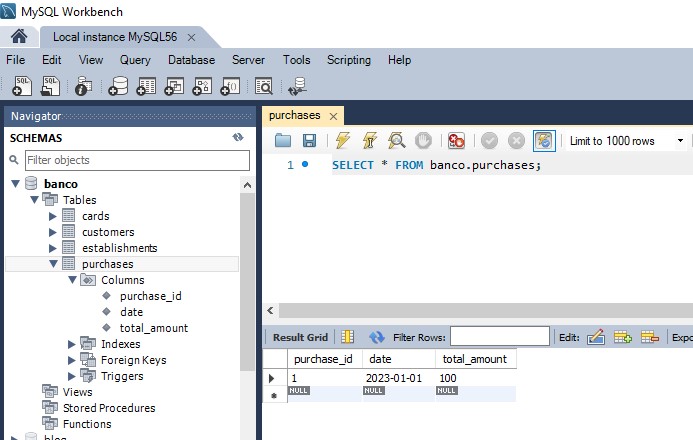 MySQL Workbench
Local instance MySQL56
File Edit View Query Database Server Tools Scripting Help
Navigator
SCHEMAS
Filter objects
banco
Tables
cards
customers
establishments
purchases
Columns
purchase_id
date
total_amount
Indexes
Foreign Keys
Triggers
Views
Stored Procedures
Functions
purchases
Limit to 1000 rows
1 SELECT * FROM banco.purchases;
Result Grid Filter Rows: Edit: Expo
purchase_id date total_amount
1 2023-01-01 100
NULL NULL NULL